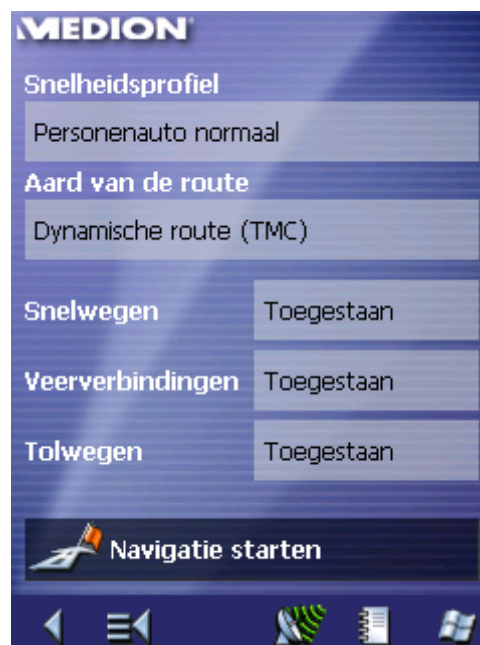 MEDION
Snelheidsprofiel
Personenauto normaal
Aard van de route
Dynamische route (TMC)
Snelwegen Toegestaan
Veerverbindingen Toegestaan
Tolwegen Toegestaan
Navigatie starten